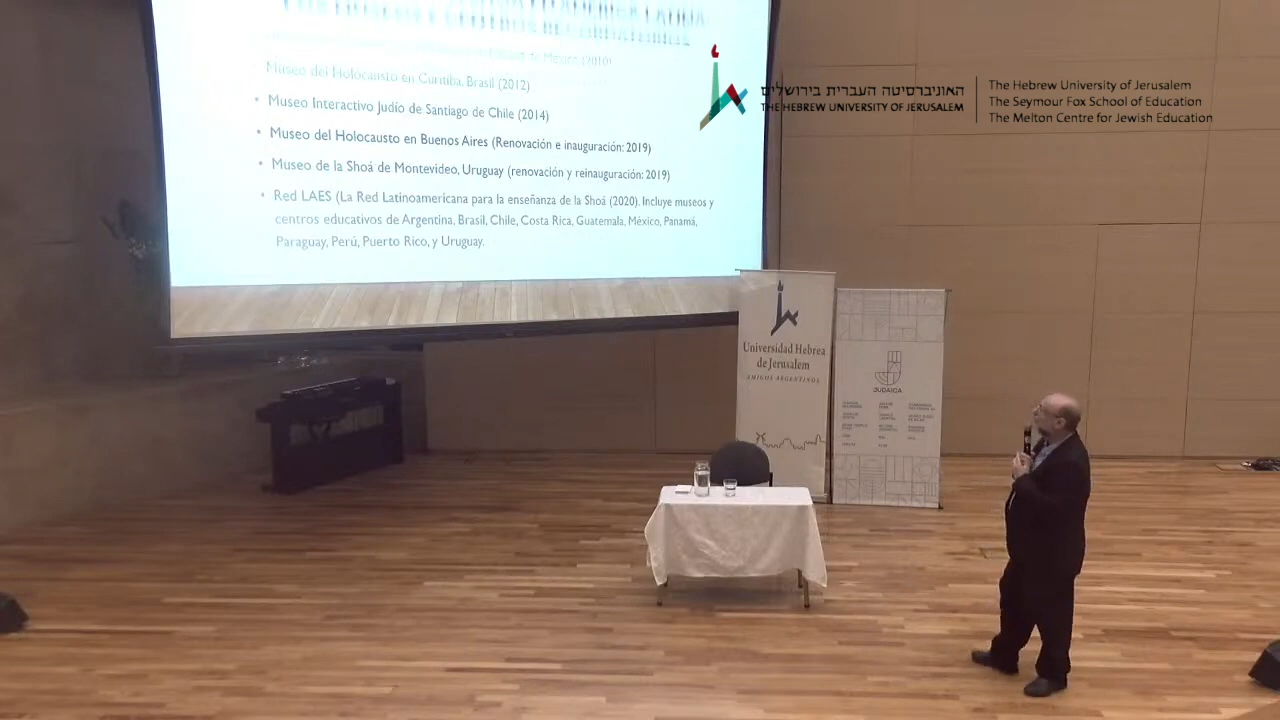 Museo del Holocausto en Curitiba, Brasil (2012)
• Museo Interactivo Judío de Santiago de Chile (2014)
• Museo del Holocausto en Buenos Aires (Renovación e inauguración: 2019)
• Museo de la Shoá de Montevideo, Uruguay (renovación y reinauguración: 2019)
• Red LAES (La Red Latinoamericana para la enseñanza de la Shoá (2020). Incluye museos y
centros educativos de Argentina, Brasil, Chile, Costa Rica, Guatemala, México, Panamá,
Paraguay, Perú, Puerto Rico, y Uruguay.
האוניברסיטה העברית בירושלים
THE HEBREW UNIVERSITY OF JERUSALEM
The Hebrew University of Jerusalem
The Seymour Fox School of Education
The Melton Centre for Jewish Education
Universidad Hebrea
de Jerusalem
AMIGOS ARGENTINOS
JUDAICA